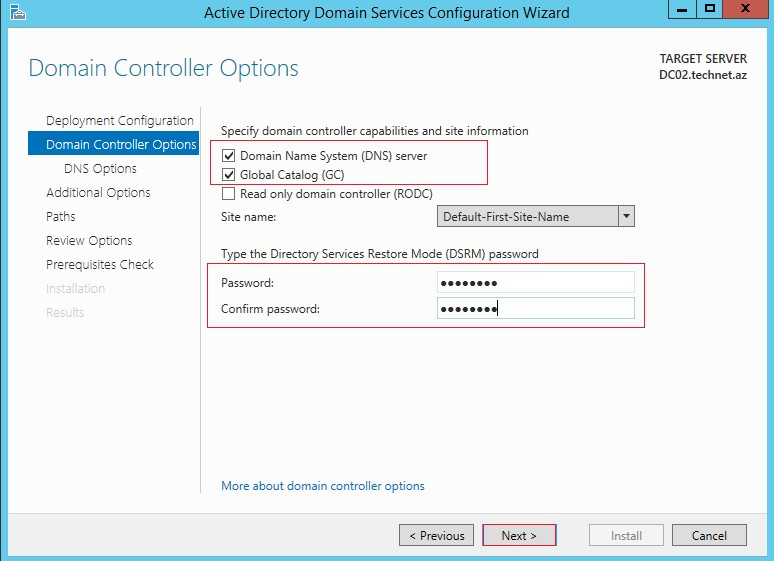 Active Directory Domain Services Configuration Wizard
Domain Controller Options
TARGET SERVER
DC02.technet.az
Deployment Configuration
Domain Controller Options
DNS Options
Additional Options
Paths
Review Options
Prerequisites Check
Installation
Results
Specify domain controller capabilities and site information
Domain Name System (DNS) server
Global Catalog (GC)
Read only domain controller (RODC)
Site name: Default-First-Site-Name
Type the Directory Services Restore Mode (DSRM) password
Password: ●●●●●●●●
Confirm password: ●●●●●●●●
More about domain controller options
< Previous Next > Install Cancel